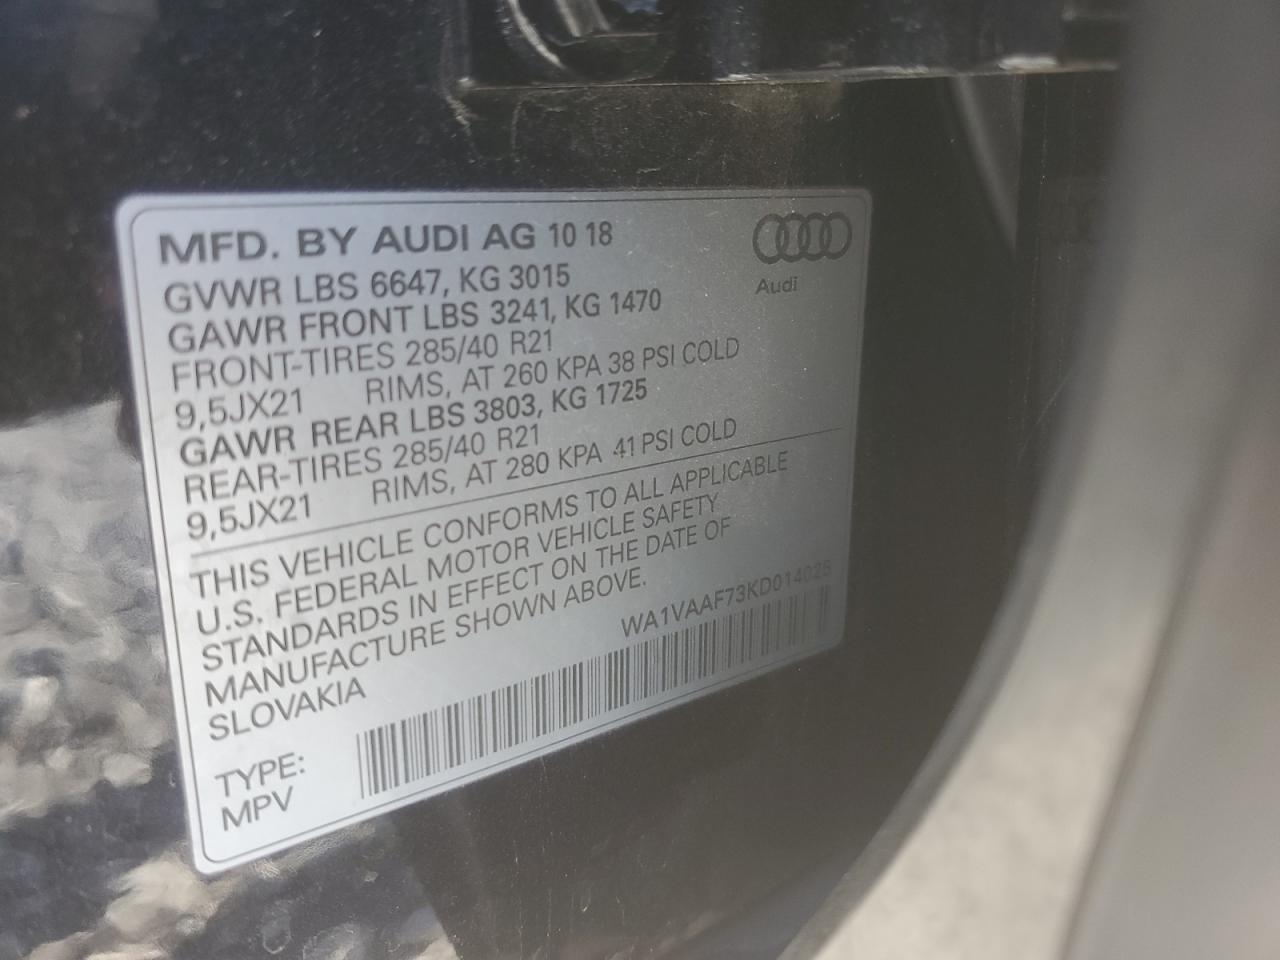 MFD. BY AUDI AG 10 18
Audi
GVWR LBS 6647, KG 3015
GAWR FRONT LBS 3241, KG 1470
FRONT-TIRES 285/40 R21
9,5JX21 RIMS, AT 260 KPA 38 PSI COLD
GAWR REAR LBS 3803, KG 1725
REAR-TIRES 285/40 R21
9,5JX21 RIMS, AT 280 KPA 41 PSI COLD
THIS VEHICLE CONFORMS TO ALL APPLICABLE
U.S. FEDERAL MOTOR VEHICLE SAFETY
STANDARDS IN EFFECT ON THE DATE OF
MANUFACTURE SHOWN ABOVE.
SLOVAKIA
WA1VAAF73KD014025
TYPE:
MPV